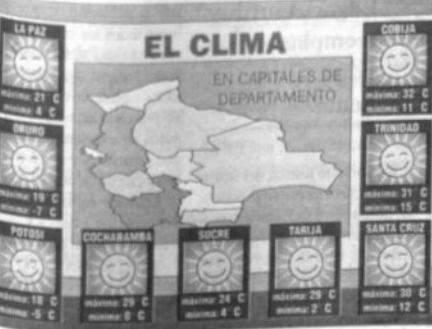 EL CLIMA
EN CAPITALES DE
DEPARTAMENTO
LA PAZ
máxima: 21 C
mínima: 4 C
ORURO
máxima: 19 C
mínima: -7 C
POTOSI
máxima: 18 C
mínima: -5 C
COCHABAMBA
máxima: 29 C
mínima: 0 C
SUCRE
máxima: 24 C
mínima: 4 C
TARIJA
máxima: 29 C
mínima: 2 C
COBIJA
máxima: 32 C
mínima: 11 C
TRINIDAD
máxima: 31 C
mínima: 15 C
SANTA CRUZ
máxima: 30 C
mínima: 12 C